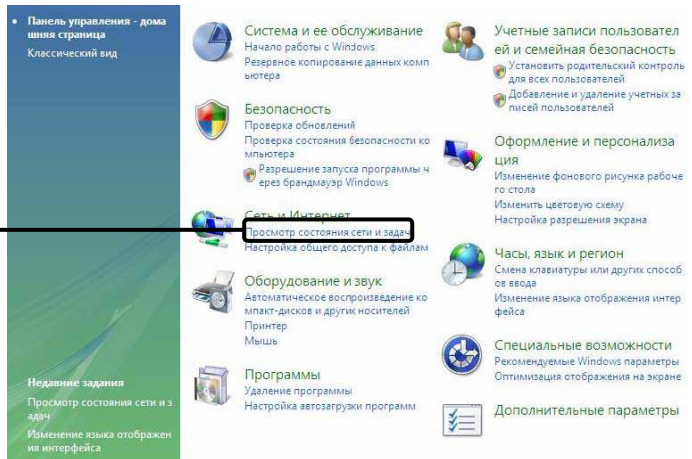 Панель управления - дома
шняя страница
Классический вид
Недавние задания
Просмотр состояния сети и з
адач
Изменение языка отображен
ия интерфейса
Система и ее обслуживание
Начало работы с Windows
Резервное копирование данных комп
ьютера
Безопасность
Проверка обновлений
Проверка состояния безопасности ко
мпьютера
Разрешение запуска программы ч
ерез брандмауэр Windows
Сеть и Интернет
Просмотр состояния сети и задач
Настройка общего доступа к файлам
Оборудование и звук
Автоматическое воспроизведение ко
мпакт-дисков и других носителей
Принтер
Мышь
Программы
Удаление программы
Настройка автозагрузки программ
Учетные записи пользовател
ей и семейная безопасность
Установить родительский контроль
для всех пользователей
Добавление и удаление учетных за
писей пользователей
Оформление и персонализа
ция
Изменение фонового рисунка рабоче
го стола
Изменить цветовую схему
Настройка разрешения экрана
Часы, язык и регион
Смена клавиатуры или других способ
ов ввода
Изменение языка отображения интер
фейса
Специальные возможности
Рекомендуемые Windows параметры
Оптимизация отображения на экране
Дополнительные параметры